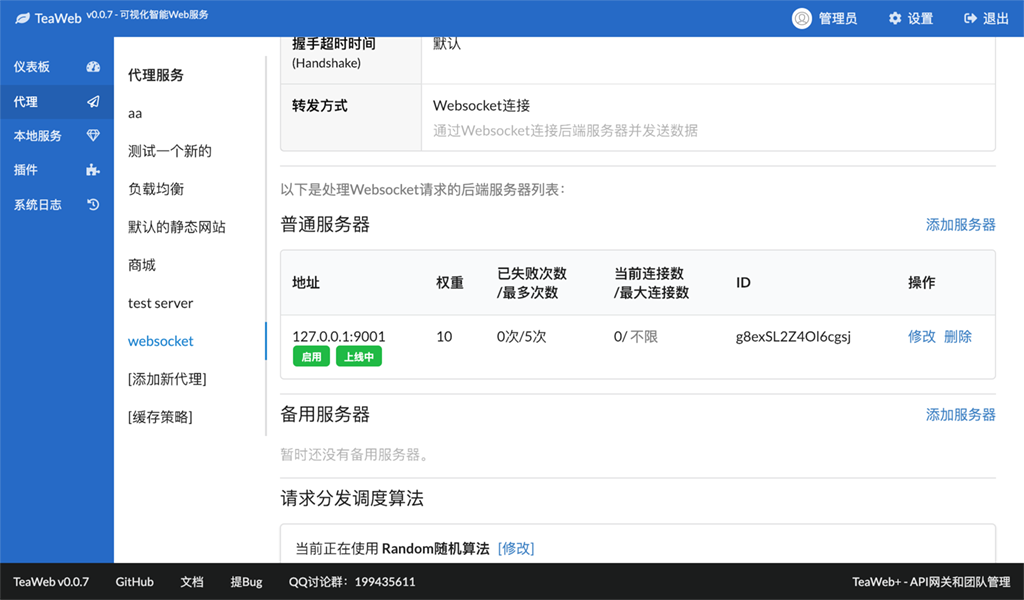 TeaWeb v0.0.7 - 可视化智能Web服务
管理员
设置
退出
仪表板
代理
本地服务
插件
系统日志
代理服务
aa
测试一个新的
负载均衡
默认的静态网站
商城
test server
websocket
[添加新代理]
[缓存策略]
握手超时时间
(Handshake)
默认
转发方式
Websocket连接
通过Websocket连接后端服务器并发送数据
以下是处理Websocket请求的后端服务器列表:
普通服务器
添加服务器
地址
权重
已失败次数
/最多次数
当前连接数
/最大连接数
ID
操作
127.0.0.1:9001
启用
上线中
10
0次/5次
0/ 不限
g8exSL2Z4Ol6cgsj
修改 删除
备用服务器
添加服务器
暂时还没有备用服务器。
请求分发调度算法
当前正在使用 Random随机算法 [修改]
TeaWeb v0.0.7
GitHub
文档
提Bug
QQ讨论群：199435611
TeaWeb+ - API网关和团队管理